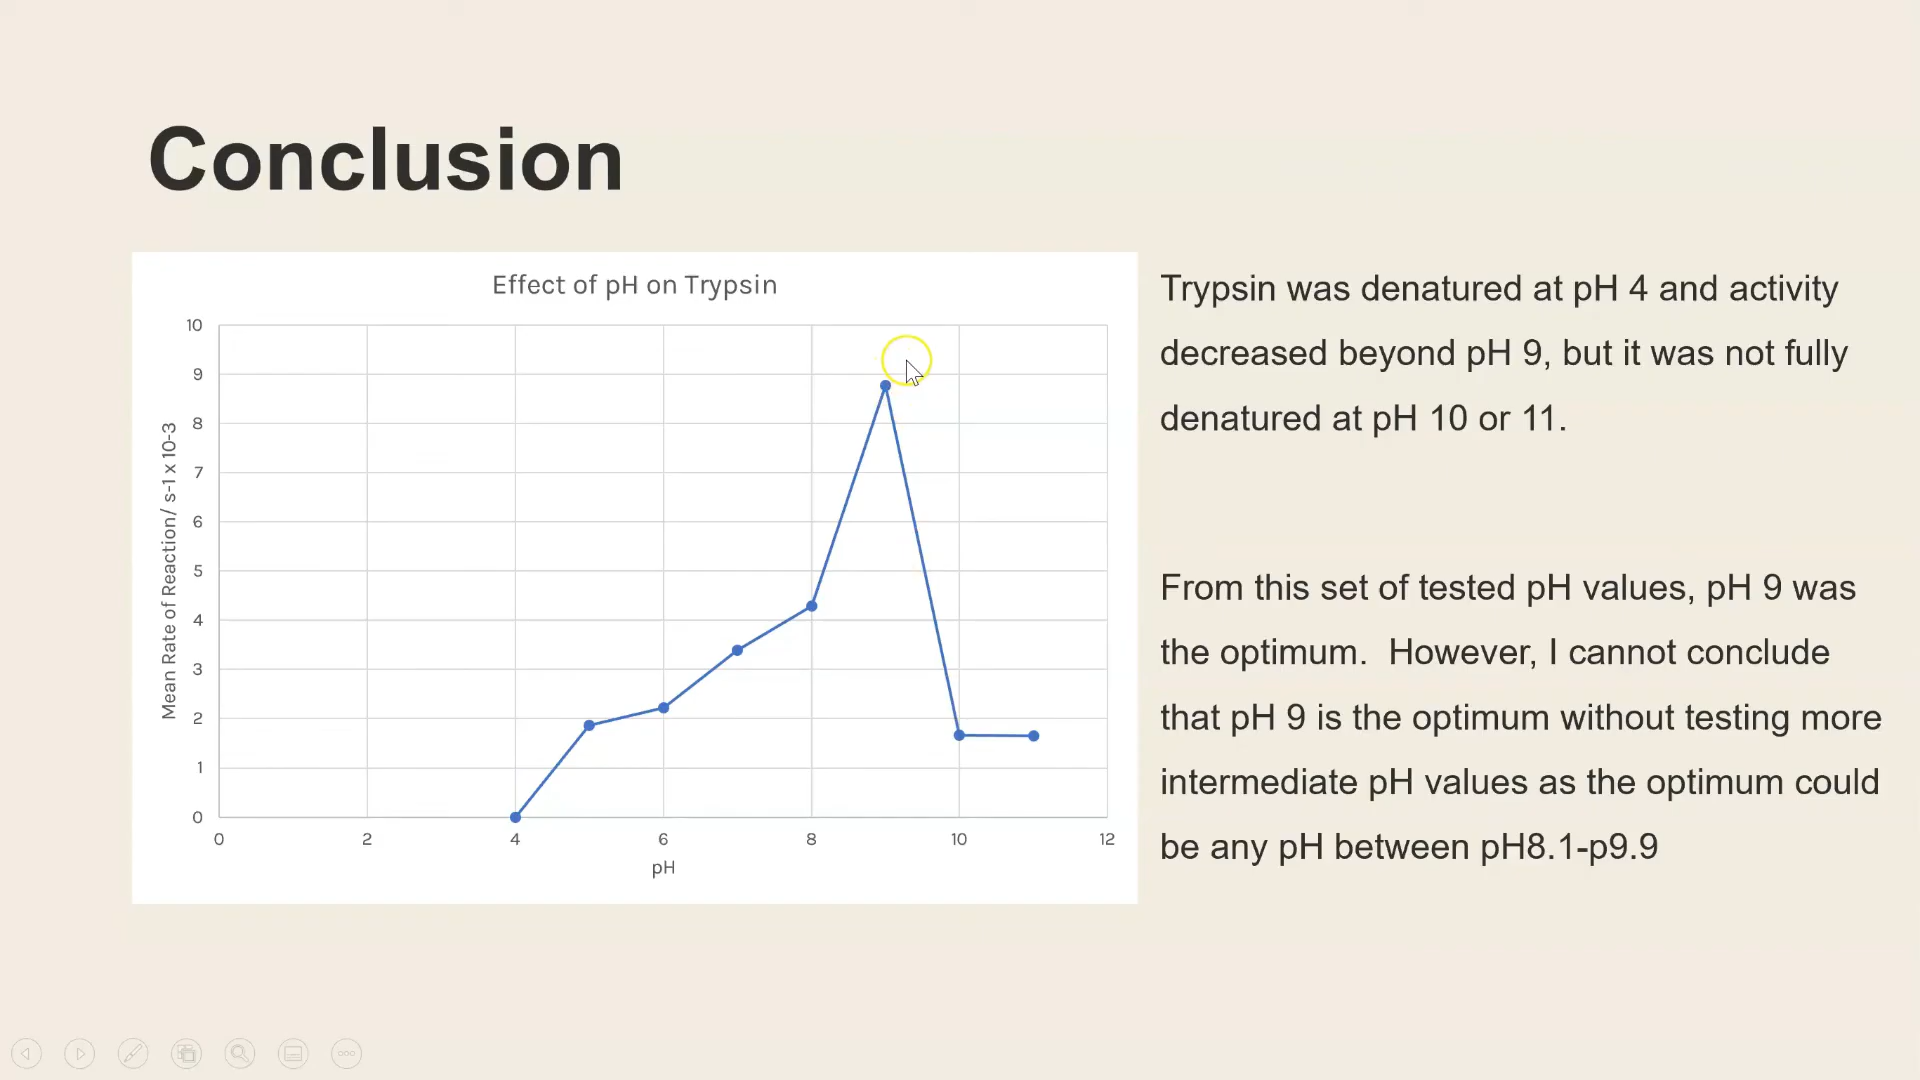 Conclusion
Effect of pH on Trypsin
10
9
8
7
6
5
4
3
2
1
0
Mean Rate of Reaction/ s-1 x 10-3
0 2 4 6 8 10 12
pH
Trypsin was denatured at pH 4 and activity
decreased beyond pH 9, but it was not fully
denatured at pH 10 or 11.
From this set of tested pH values, pH 9 was
the optimum. However, I cannot conclude
that pH 9 is the optimum without testing more
intermediate pH values as the optimum could
be any pH between pH8.1-p9.9